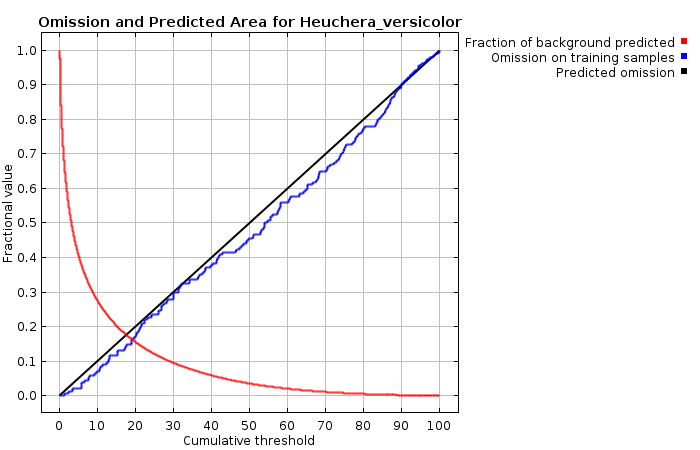 Omission and Predicted Area for Heuchera_versicolor
Fraction of background predicted
Omission on training samples
Predicted omission
Fractional value
1.0
0.9
0.8
0.7
0.6
0.5
0.4
0.3
0.2
0.1
0.0
0 10 20 30 40 50 60 70 80 90 100
Cumulative threshold